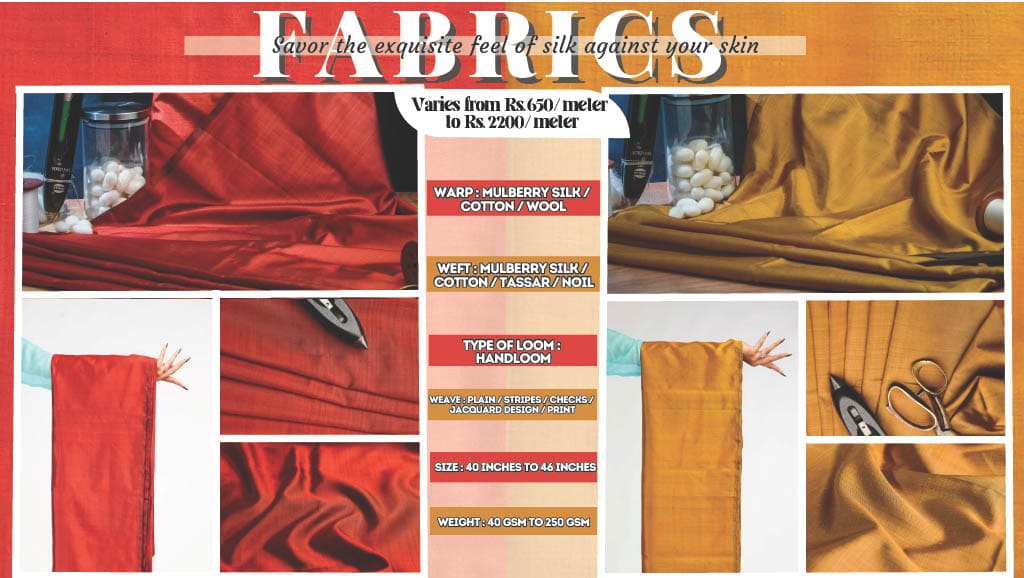 FABRICS
Savor the exquisite feel of silk against your skin
Varies from Rs.650/meter
to Rs.2200/meter
WARP : MULBERRY SILK /
COTTON / WOOL
WEFT : MULBERRY SILK /
COTTON / TASSAR / NOIL
TYPE OF LOOM :
HANDLOOM
WEAVE : PLAIN / STRIPES / CHECKS /
JACQUARD DESIGN / PRINT
SIZE : 40 INCHES TO 46 INCHES
WEIGHT : 40 GSM TO 250 GSM